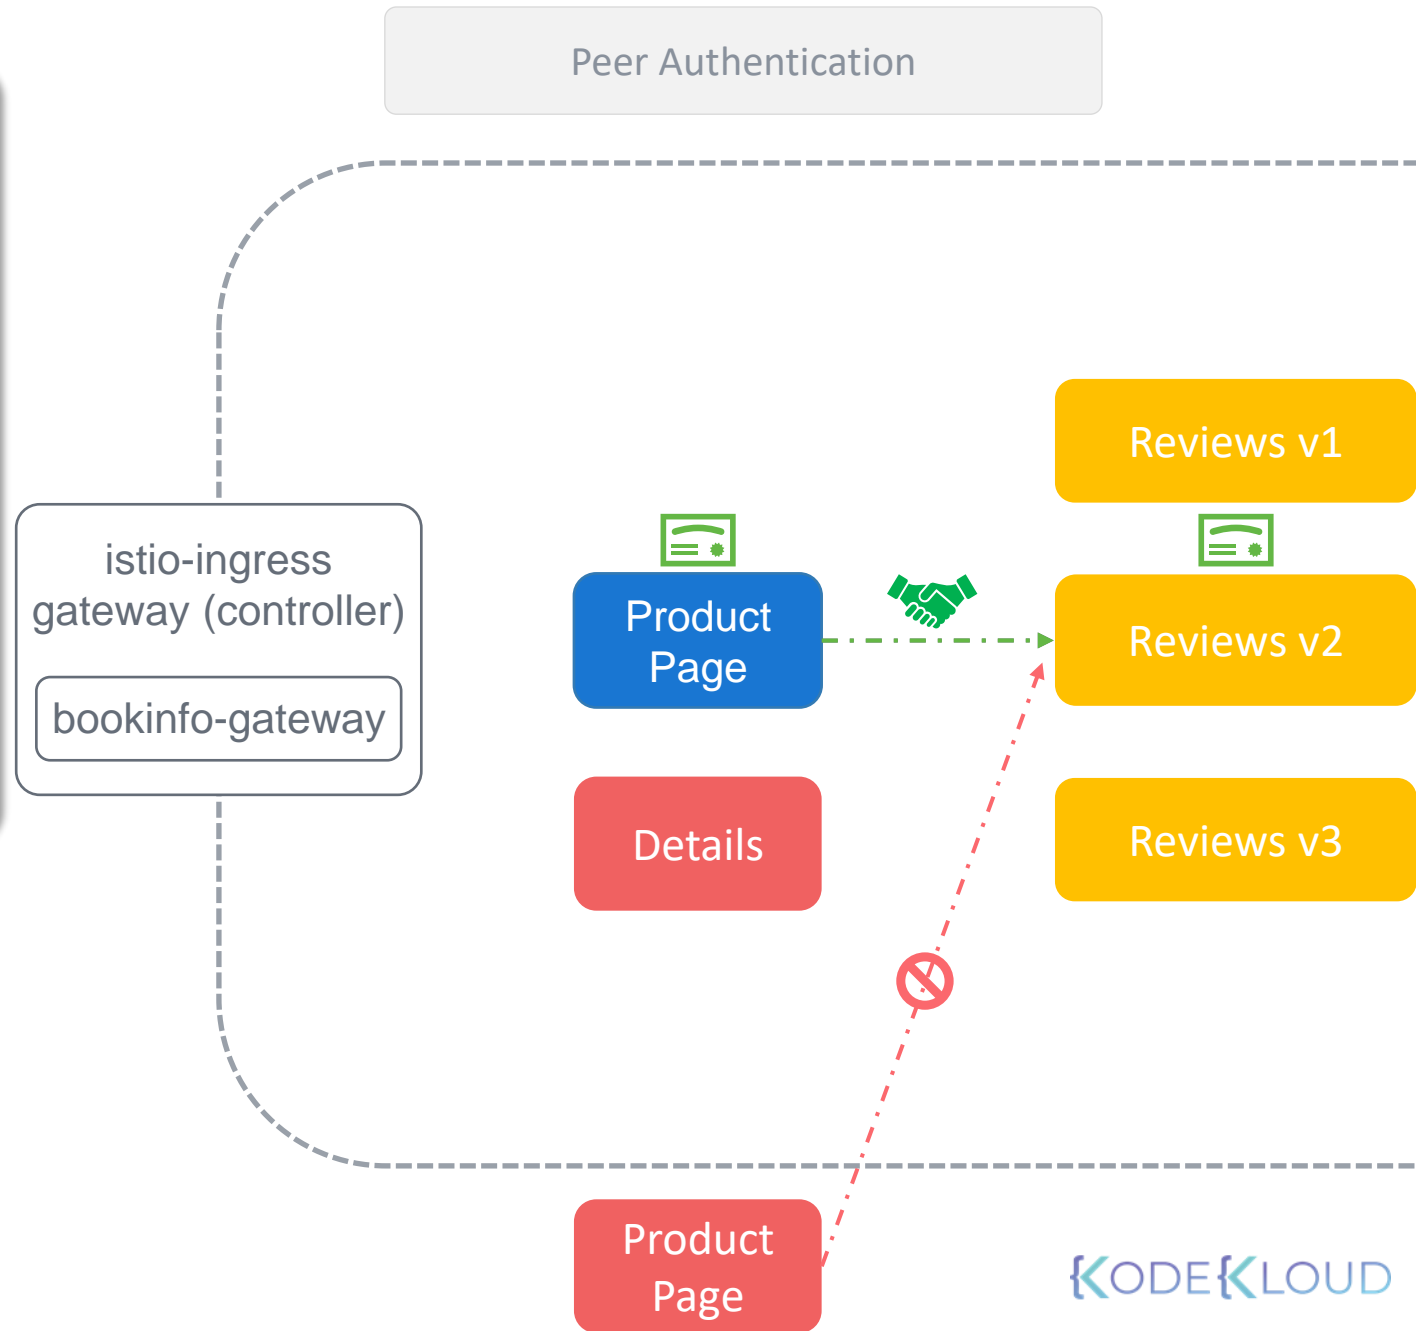 Peer Authentication
Reviews v1
istio-ingress
gateway (controller)
bookinfo-gateway
Product
Page
Reviews v2
Details
Reviews v3
Product
Page
KODEKLOUD